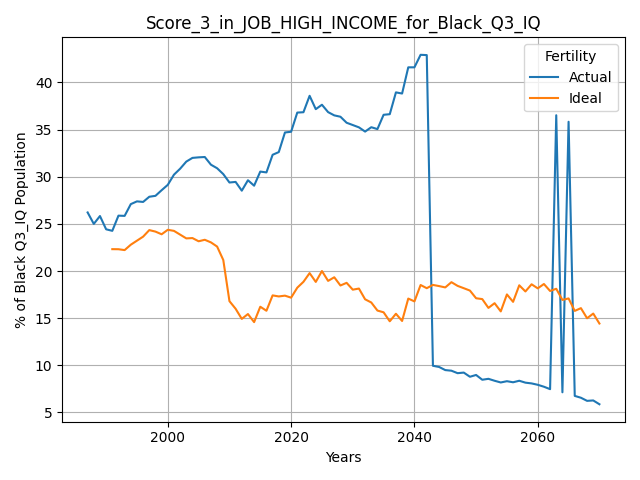 Score_3_in_JOB_HIGH_INCOME_for_Black_Q3_IQ
Fertility
Actual
Ideal
% of Black Q3_IQ Population
40
35
30
25
20
15
10
5
2000
2020
2040
2060
Years